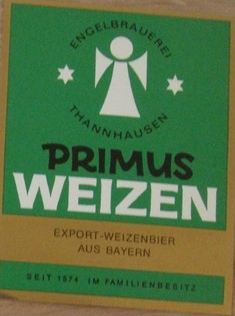 ENGELBRAUEREI
THANNHAUSEN
PRIMUS
WEIZEN
EXPORT-WEIZENBIER
AUS BAYERN
SEIT 1874 IM FAMILIENBESITZ